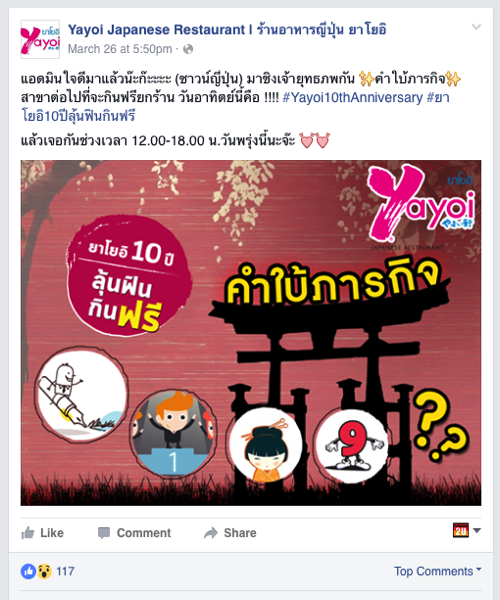 ยาโยอิ
Yayoi
Yayoi Japanese Restaurant l ร้านอาหารญี่ปุ่น ยาโยอิ
March 26 at 5:50pm ·
แอดมินใจดีมาแล้วน๊ะก๊ะะะะะ (ซาวน์ญี่ปุ่น) มาชิงเจ้ายุทธภพกัน ✨คำใบ้ภารกิจ✨
สาขาต่อไปที่จะกินฟรียกร้าน วันอาทิตย์นี้คือ !!!! #Yayoi10thAnniversary #ยา
โยอิ10ปีลุ้นฟินกินฟรี
แล้วเจอกันช่วงเวลา 12.00-18.00 น.วันพรุ่งนี้นะจ๊ะ
ยาโยอิ
Yayoi
やよい軒
JAPANESE RESTAURANT
ยาโยอิ 10 ปี
ลุ้นฟิน
กินฟรี
คำใบ้ภารกิจ
1
9
???
Like
Comment
Share
117
Top Comments